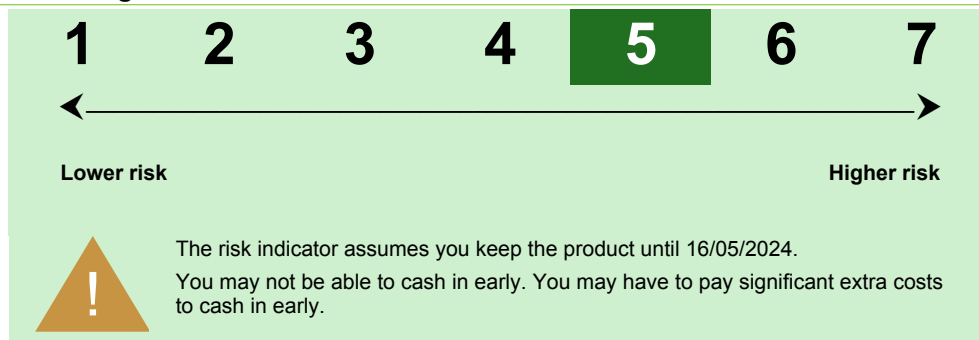 1 2 3 4 5 6 7
Lower risk Higher risk
!
The risk indicator assumes you keep the product until 16/05/2024.
You may not be able to cash in early. You may have to pay significant extra costs
to cash in early.